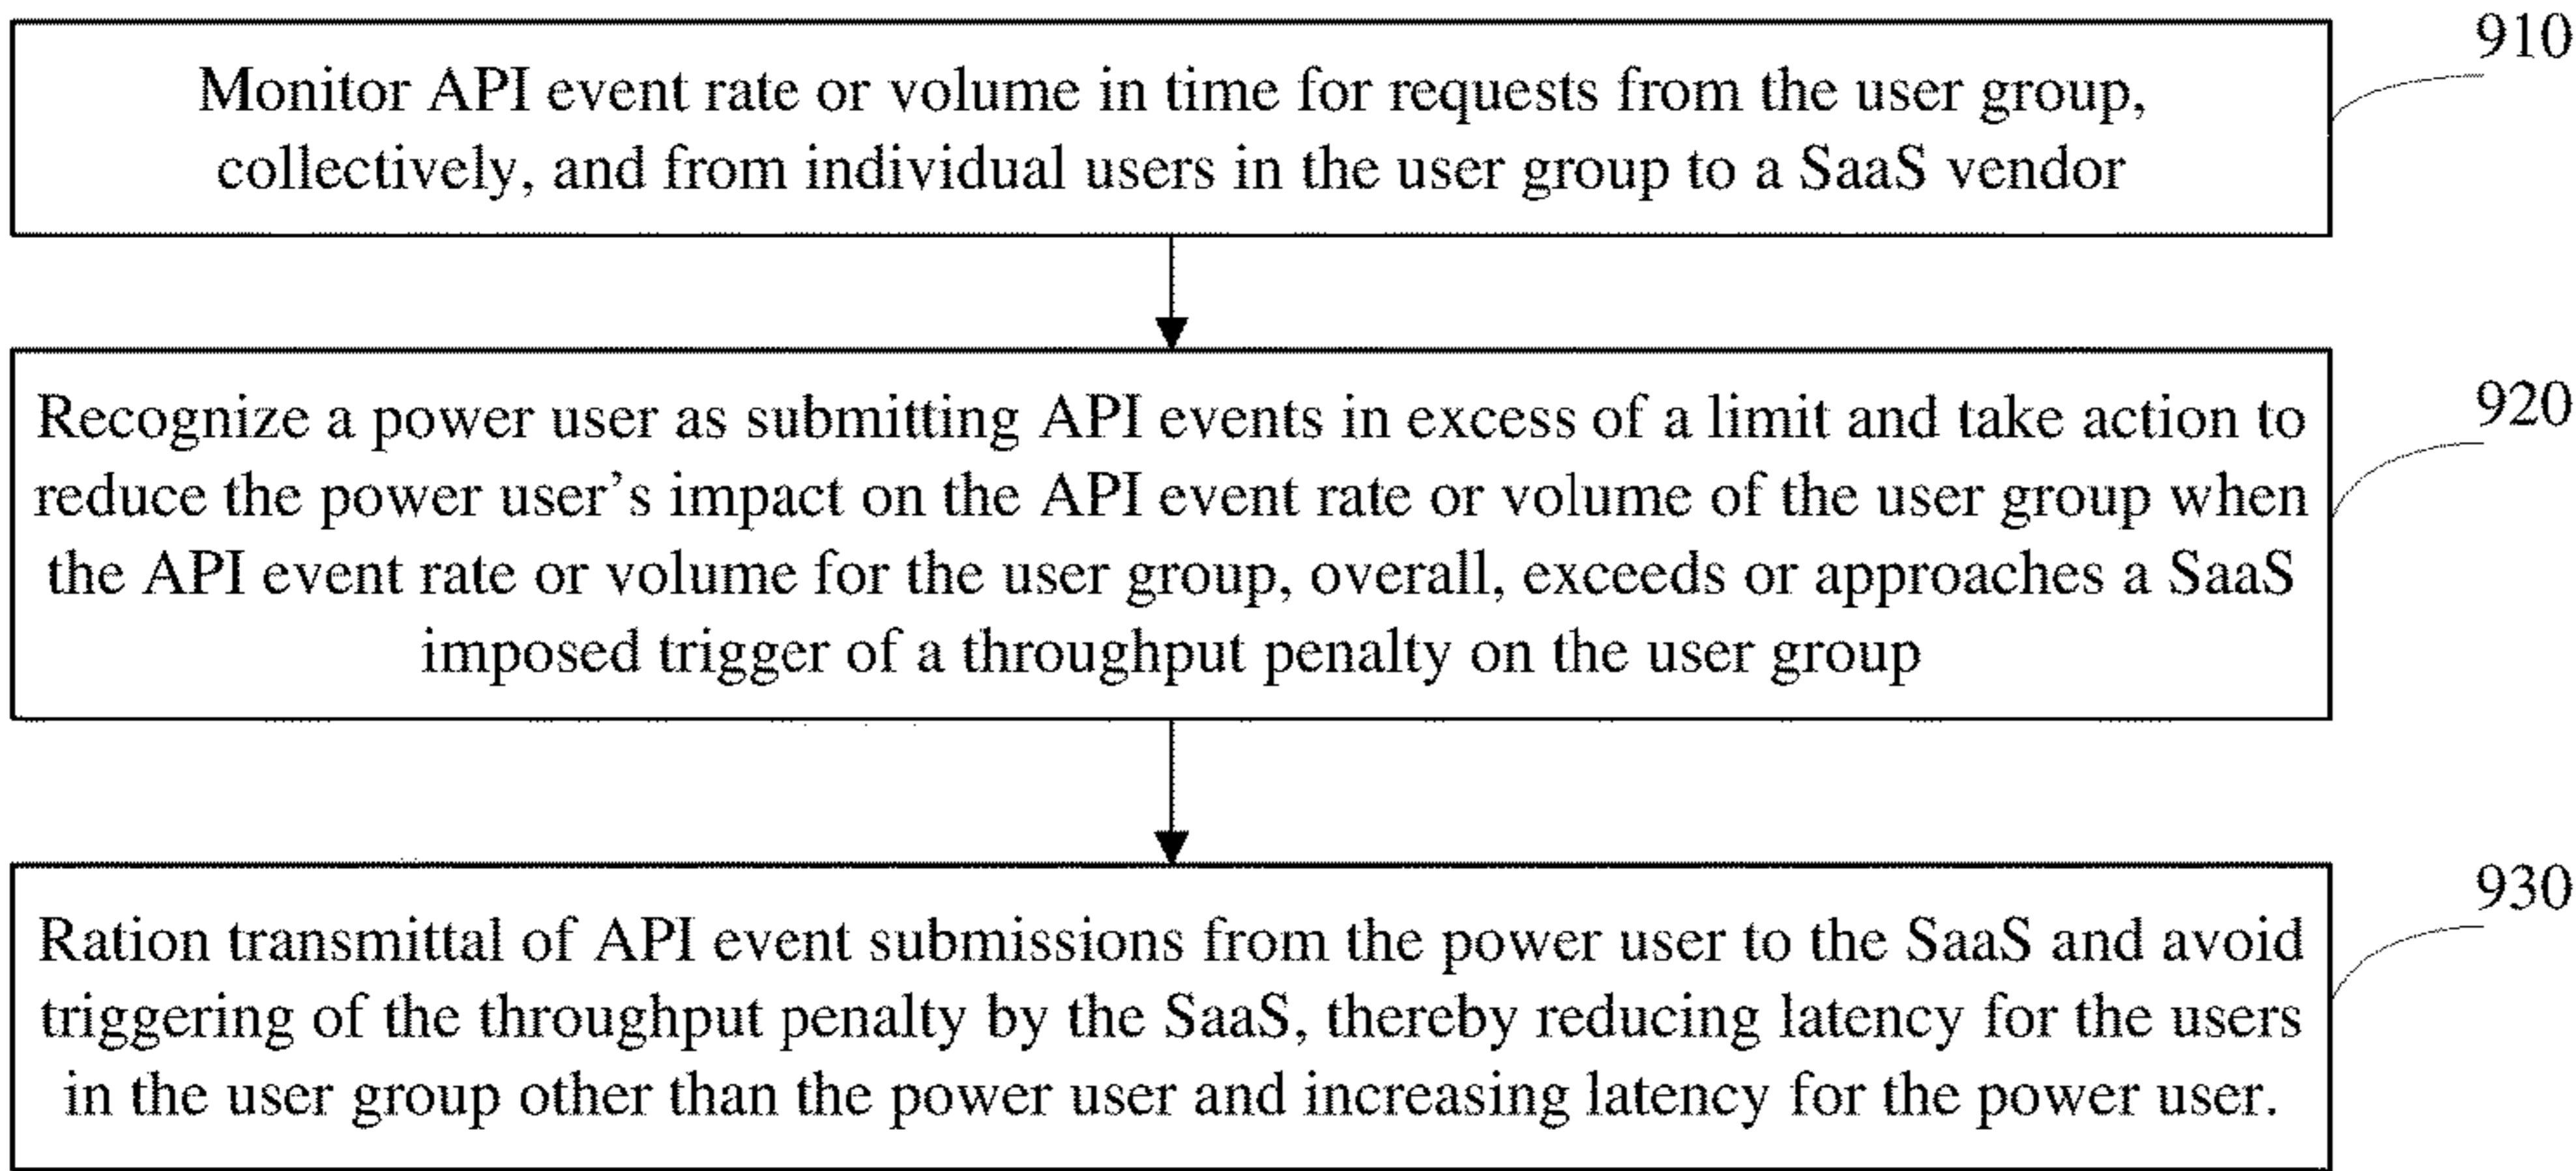 910
Monitor API event rate or volume in time for requests from the user group,
collectively, and from individual users in the user group to a SaaS vendor
920
Recognize a power user as submitting API events in excess of a limit and take action to
reduce the power user’s impact on the API event rate or volume of the user group when
the API event rate or volume for the user group, overall, exceeds or approaches a SaaS
imposed trigger of a throughput penalty on the user group
930
Ration transmittal of API event submissions from the power user to the SaaS and avoid
triggering of the throughput penalty by the SaaS, thereby reducing latency for the users
in the user group other than the power user and increasing latency for the power user.